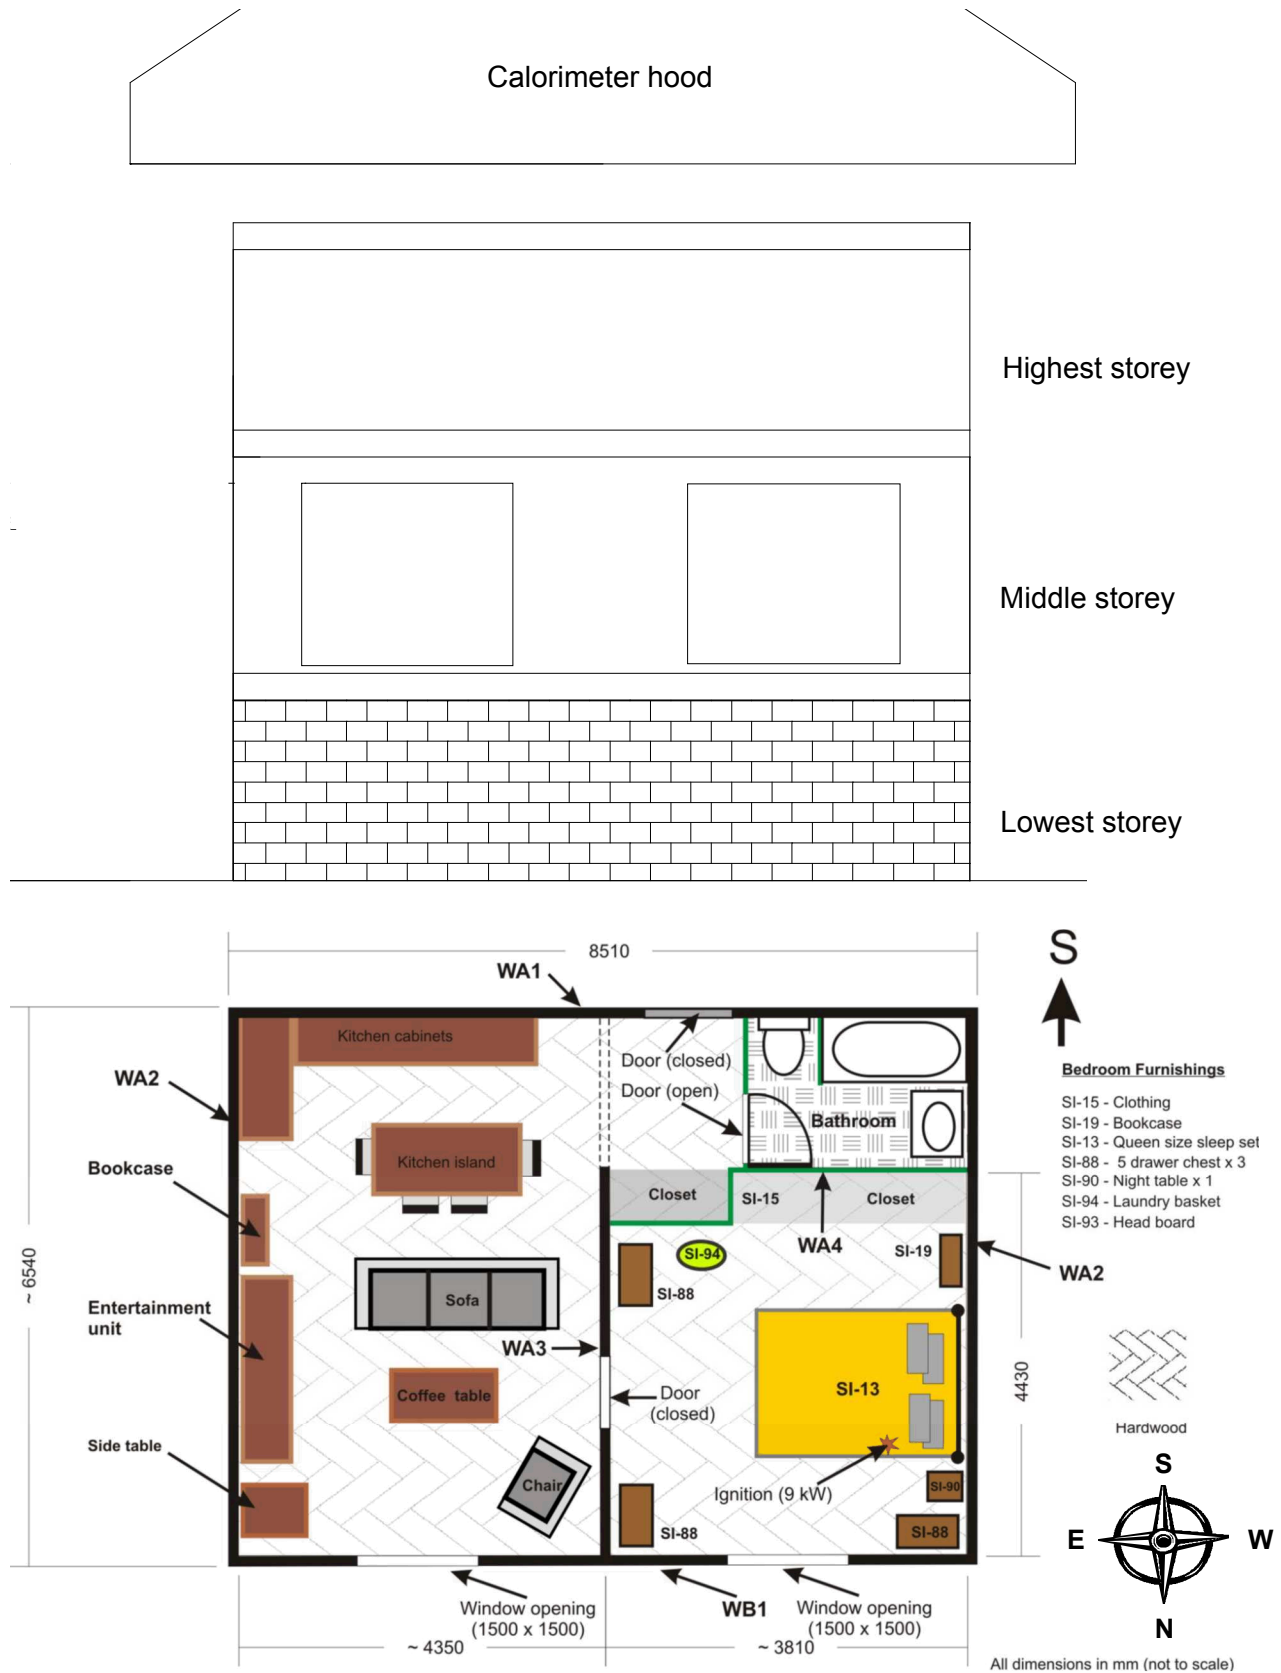 Calorimeter hood
Highest storey
Middle storey
Lowest storey
8510
S
WA1
Kitchen cabinets
Door (closed)
Door (open)
WA2
Bathroom
Bedroom Furnishings
SI-15 - Clothing
SI-19 - Bookcase
SI-13 - Queen size sleep set
SI-88 - 5 drawer chest x 3
SI-90 - Night table x 1
SI-94 - Laundry basket
SI-93 - Head board
Bookcase
Kitchen island
Closet
SI-15
Closet
WA4
SI-94
SI-19
WA2
~ 6540
SI-88
Entertainment
unit
Sofa
WA3
SI-13
4430
Coffee table
Door
(closed)
Hardwood
Side table
Chair
Ignition (9 kW)
SI-90
SI-88
SI-88
S
E
W
N
Window opening
(1500 x 1500)
WB1
Window opening
(1500 x 1500)
~ 4350
~ 3810
All dimensions in mm (not to scale)